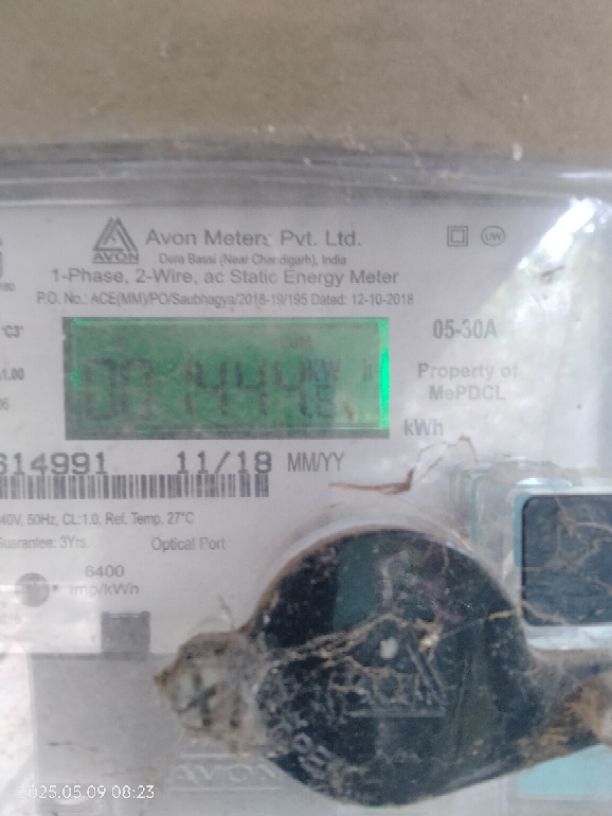 AVON
Avon Meters Pvt. Ltd.
Dera Bassi (Near Chandigarh), India
UW
1-Phase, 2-Wire, ac Static Energy Meter
P.O. No.: ACE(MM)/PO/Saubhagya/2018-19/195 Dated: 12-10-2018
05-30A
Property of
MePDCL
kWh
614991 11/18 MM/YY
40V, 50Hz, CL:1.0, Ref. Temp. 27°C
Guarantee: 3Yrs. Optical Port
6400
imp/kWh
AVON
2025.05.09 08:23